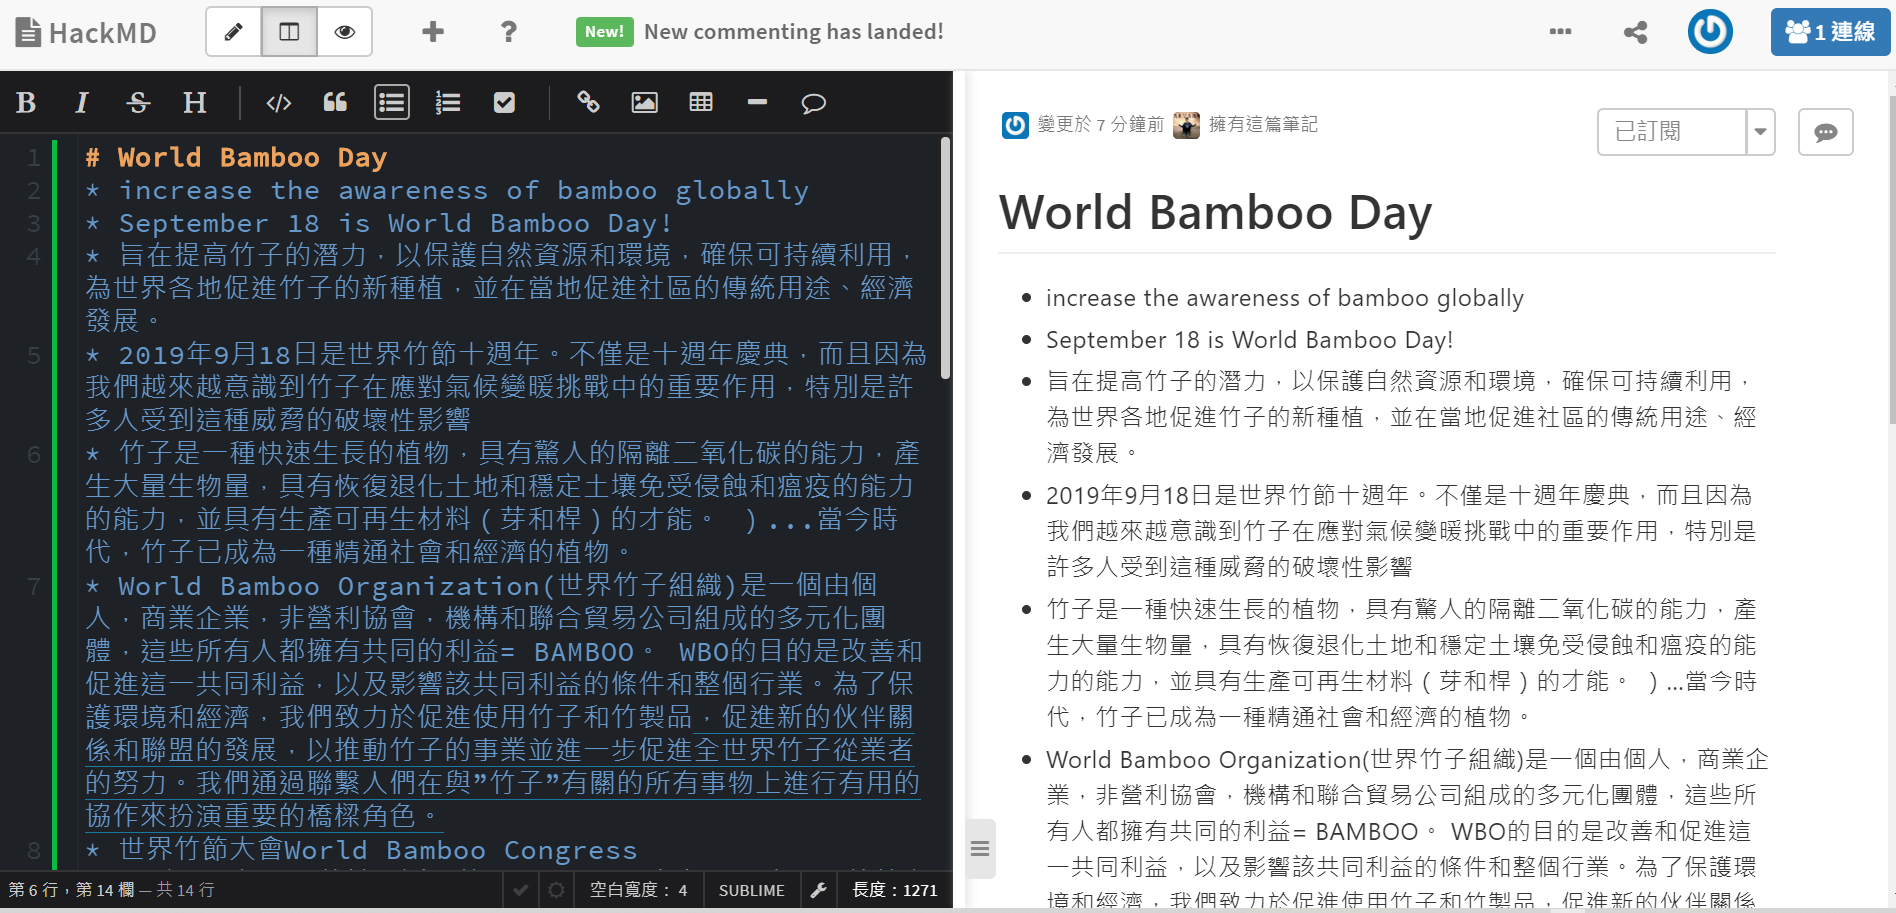 HackMD
New! New commenting has landed!
1 連線
B I S H
1 # World Bamboo Day
2 * increase the awareness of bamboo globally
3 * September 18 is World Bamboo Day!
4 * 旨在提高竹子的潛力，以保護自然資源和環境，確保可持續利用，
為世界各地促進竹子的新種植，並在當地促進社區的傳統用途、經濟
發展。
5 * 2019年9月18日是世界竹節十週年。不僅是十週年慶典，而且因為
我們越來越意識到竹子在應對氣候變暖挑戰中的重要作用，特別是許
多人受到這種威脅的破壞性影響
6 * 竹子是一種快速生長的植物，具有驚人的隔離二氧化碳的能力，產
生大量生物量，具有恢復退化土地和穩定土壤免受侵蝕和瘟疫的能力
的能力，並具有生產可再生材料（芽和桿）的才能。 ）...當今時
代，竹子已成為一種精通社會和經濟的植物。
7 * World Bamboo Organization(世界竹子組織)是一個由個
人，商業企業，非營利協會，機構和聯合貿易公司組成的多元化團
體，這些所有人都擁有共同的利益= BAMBOO。 WBO的目的是改善和
促進這一共同利益，以及影響該共同利益的條件和整個行業。為了保
護環境和經濟，我們致力於促進使用竹子和竹製品，促進新的伙伴關
係和聯盟的發展，以推動竹子的事業並進一步促進全世界竹子從業者
的努力。我們通過聯繫人們在與”竹子”有關的所有事物上進行有用的
協作來扮演重要的橋樑角色。
8 * 世界竹節大會World Bamboo Congress
第 6 行，第 14 欄 — 共 14 行
空白寬度： 4
SUBLIME
長度：1271
變更於 7 分鐘前 擁有這篇筆記
已訂閱
World Bamboo Day
• increase the awareness of bamboo globally
• September 18 is World Bamboo Day!
• 旨在提高竹子的潛力，以保護自然資源和環境，確保可持續利用，
為世界各地促進竹子的新種植，並在當地促進社區的傳統用途、經
濟發展。
• 2019年9月18日是世界竹節十週年。不僅是十週年慶典，而且因為
我們越來越意識到竹子在應對氣候變暖挑戰中的重要作用，特別是
許多人受到這種威脅的破壞性影響
• 竹子是一種快速生長的植物，具有驚人的隔離二氧化碳的能力，產
生大量生物量，具有恢復退化土地和穩定土壤免受侵蝕和瘟疫的能
力的能力，並具有生產可再生材料（芽和桿）的才能。 ）...當今時
代，竹子已成為一種精通社會和經濟的植物。
• World Bamboo Organization(世界竹子組織)是一個由個人，商業企
業，非營利協會，機構和聯合貿易公司組成的多元化團體，這些所
有人都擁有共同的利益= BAMBOO。 WBO的目的是改善和促進這
一共同利益，以及影響該共同利益的條件和整個行業。為了保護環
境和經濟，我們致力於促進使用竹子和竹製品，促進新的伙伴關係